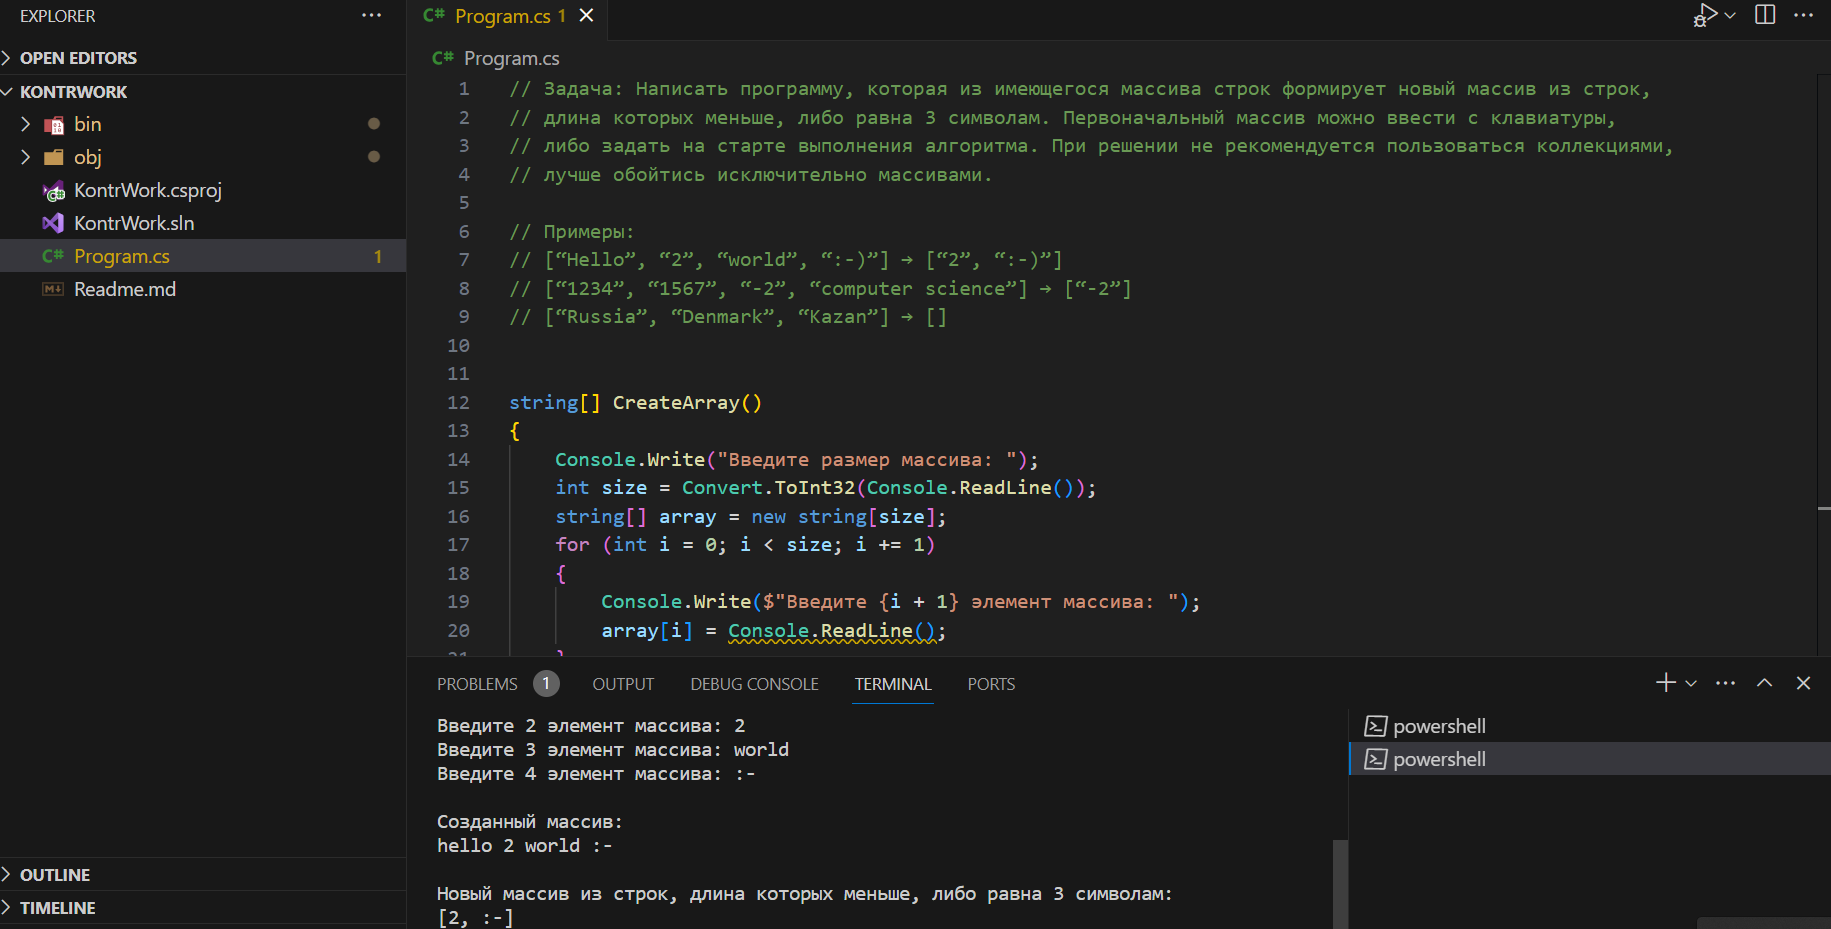 EXPLORER
OPEN EDITORS
KONTRWORK
bin
obj
KontrWork.csproj
KontrWork.sln
C# Program.cs 1
Readme.md
OUTLINE
TIMELINE
C# Program.cs 1
C# Program.cs
1 // Задача: Написать программу, которая из имеющегося массива строк формирует новый массив из строк,
2 // длина которых меньше, либо равна 3 символам. Первоначальный массив можно ввести с клавиатуры,
3 // либо задать на старте выполнения алгоритма. При решении не рекомендуется пользоваться коллекциями,
4 // лучше обойтись исключительно массивами.
5
6 // Примеры:
7 // [“Hello”, “2”, “world”, “:-)”] → [“2”, “:-)”]
8 // [“1234”, “1567”, “-2”, “computer science”] → [“-2”]
9 // [“Russia”, “Denmark”, “Kazan”] → []
10
11
12 string[] CreateArray()
13 {
14 Console.Write("Введите размер массива: ");
15 int size = Convert.ToInt32(Console.ReadLine());
16 string[] array = new string[size];
17 for (int i = 0; i < size; i += 1)
18 {
19 Console.Write($"Введите {i + 1} элемент массива: ");
20 array[i] = Console.ReadLine();
21 }
PROBLEMS 1 OUTPUT DEBUG CONSOLE TERMINAL PORTS
Введите 2 элемент массива: 2
Введите 3 элемент массива: world
Введите 4 элемент массива: :-
Созданный массив:
hello 2 world :-
Новый массив из строк, длина которых меньше, либо равна 3 символам:
[2, :-]
powershell
powershell